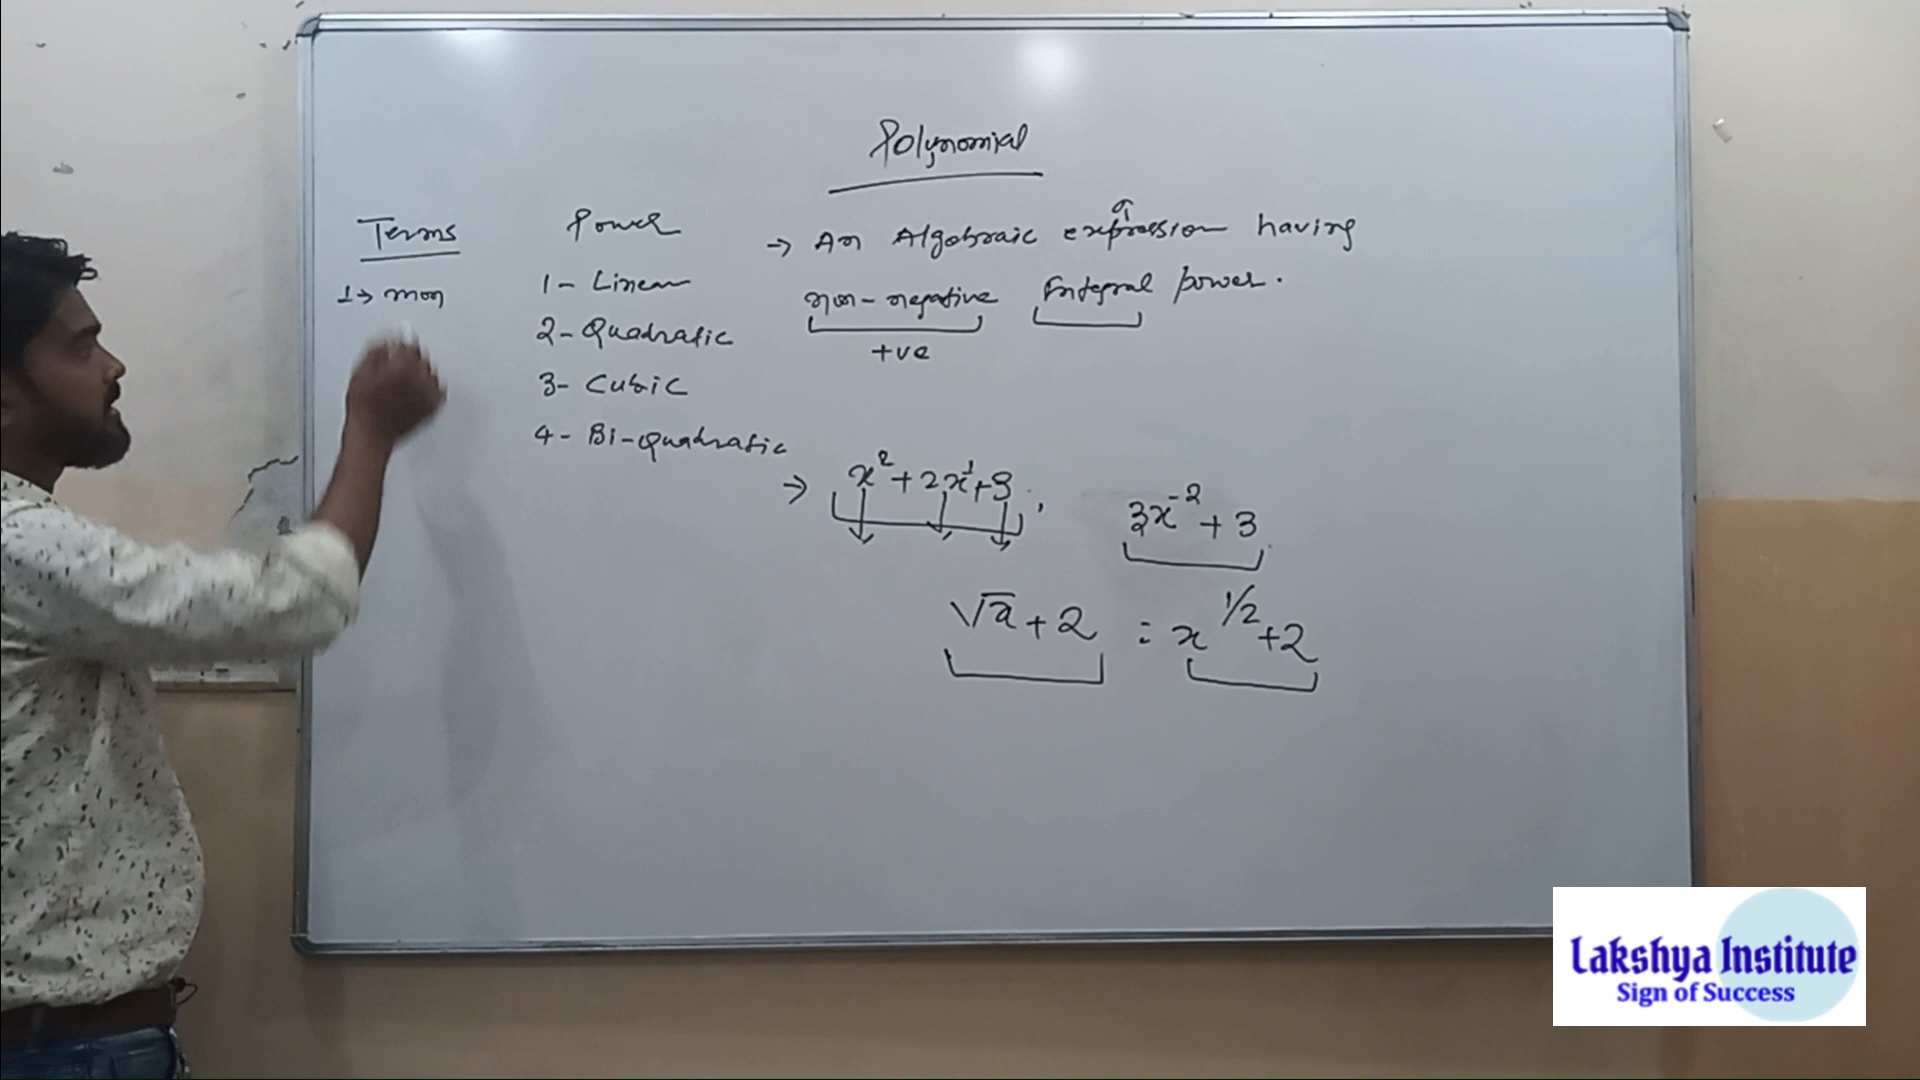 Polynomial
Terms
1→ mon
Power
1- Linear
2- Quadratic
3- Cubic
4- Bi-quadratic
→ An Algebraic expression having
non-negative Integral power.
+ve
→ x² + 2x¹ + 3 , 3x⁻² + 3
√x + 2 = x^1/2 + 2
Lakshya Institute
Sign of Success